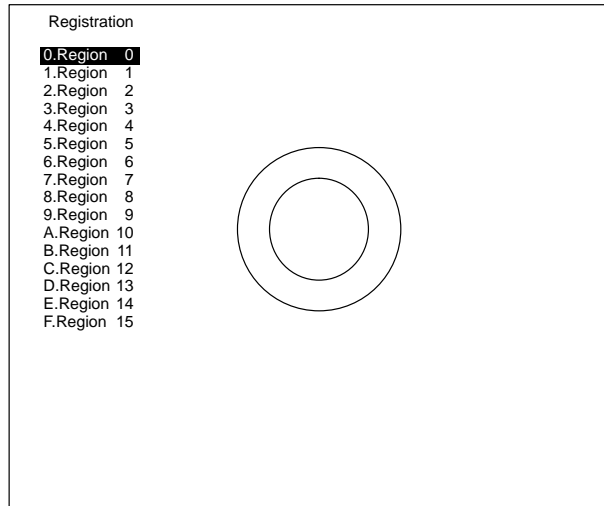 Registration
0.Region 0
1.Region 1
2.Region 2
3.Region 3
4.Region 4
5.Region 5
6.Region 6
7.Region 7
8.Region 8
9.Region 9
A.Region 10
B.Region 11
C.Region 12
D.Region 13
E.Region 14
F.Region 15